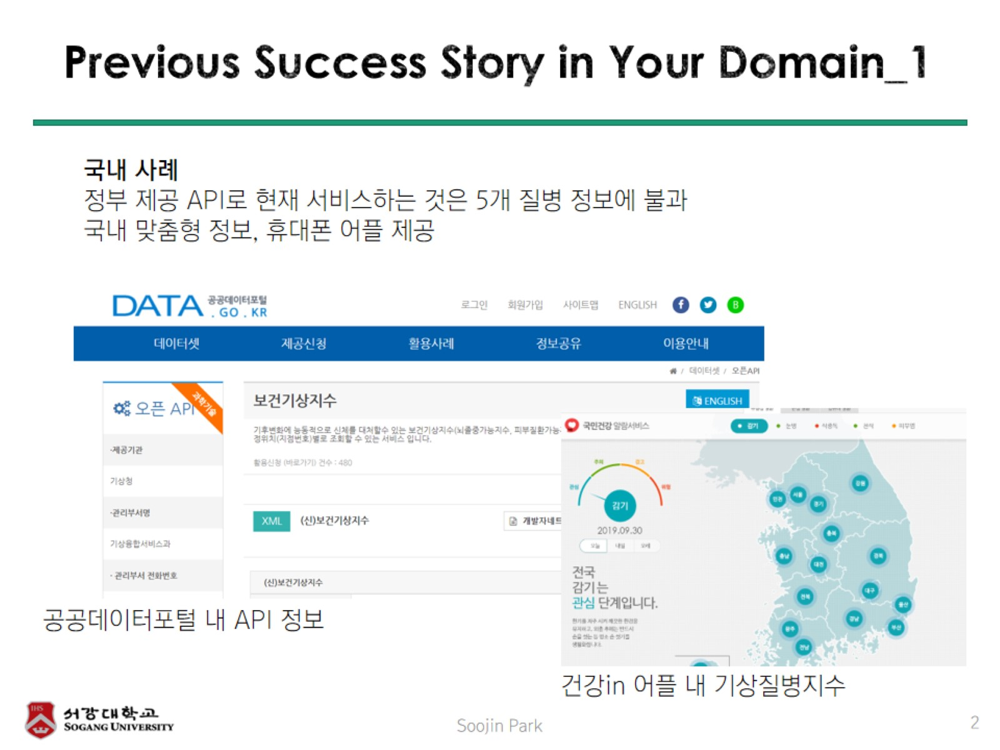 Previous Success Story in Your Domain_1
국내 사례
정부 제공 API로 현재 서비스하는 것은 5개 질병 정보에 불과
국내 맞춤형 정보, 휴대폰 어플 제공
DATA 공공데이터포털
. GO . KR
로그인 회원가입 사이트맵 ENGLISH
데이터셋 제공신청 활용사례 정보공유 이용안내
/ 데이터셋 / 오픈API
오픈 API
과학기술
-제공기관
기상청
-관리부서명
기상융합서비스과
· 관리부서 전화번호
보건기상지수
ENGLISH
기후변화에 능동적으로 신체를 대처할수 있는 보건기상지수(뇌졸중가능지수, 피부질환가능
정위치(지점번호)별로 조회할 수 있는 서비스 입니다.
활용신청 (바로가기) 건수 : 480
XML (신)보건기상지수
개발자네트
(신)보건기상지수
국민건강 알람서비스
감기 눈병 식중독 천식 피부염
관심 주의 경고 위험
감기
2019.09.30
오늘 내일 모레
전국
감기는
관심 단계입니다.
강원
인천 서울 경기
충북
충남 대전 경북
전북 대구 울산
경남 부산
광주
전남
공공데이터포털 내 API 정보
건강in 어플 내 기상질병지수
IHS
서강대학교
SOGANG UNIVERSITY
Soojin Park
2